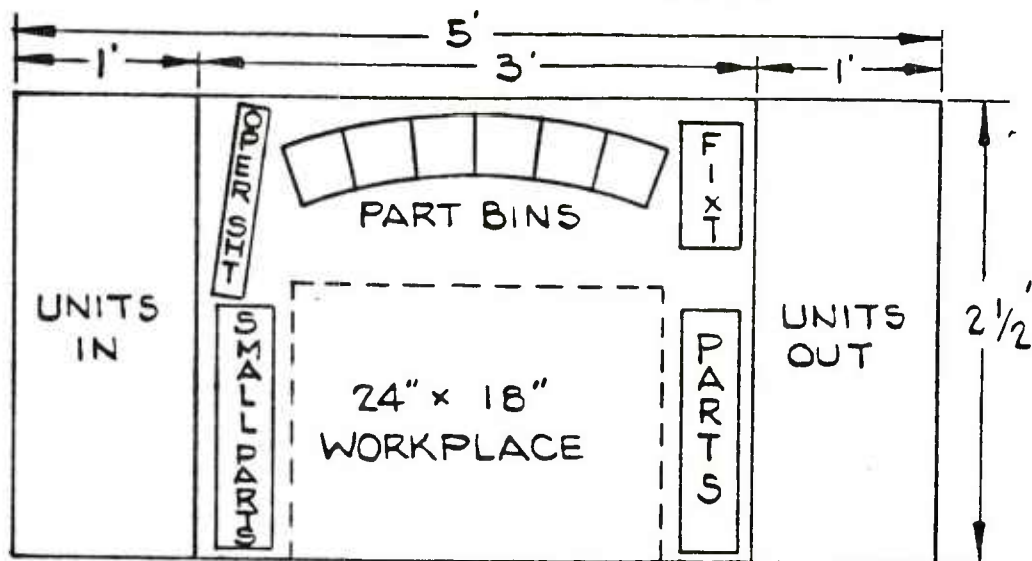 5'
1'
3'
1'
OPER SHT
FIXT
PART BINS
UNITS
IN
SMALL PARTS
24" x 18"
WORKPLACE
PARTS
UNITS
OUT
2 1/2'